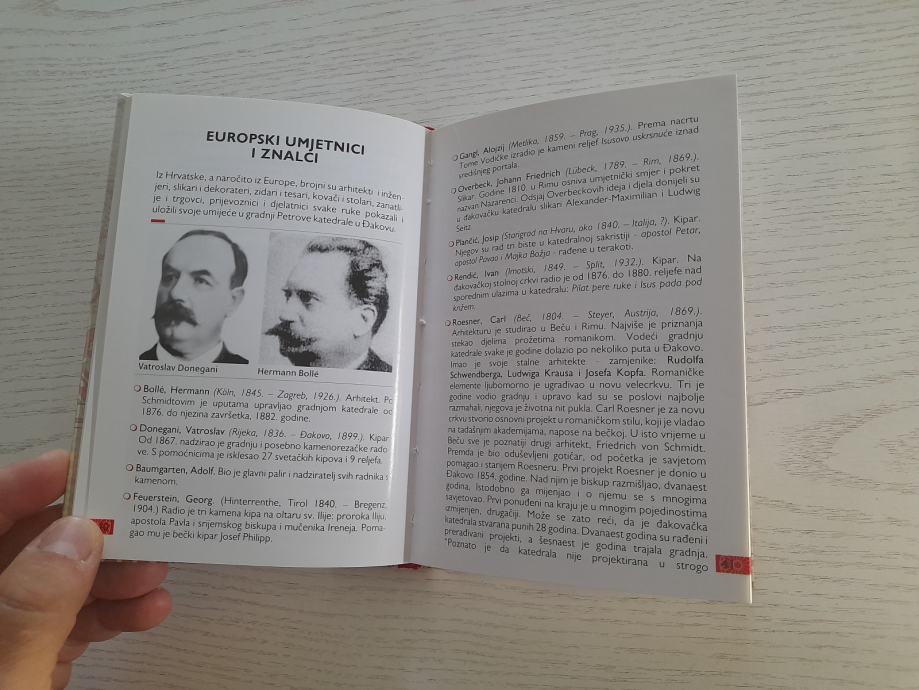 EUROPSKI UMJETNICI
I ZNALCI
Iz Hrvatske, a naročito iz Europe, brojni su arhitekti i inžen-
jeri, slikari i dekorateri, zidari i tesari, kovači i stolari, zanatli-
je i trgovci, prijevoznici i djelatnici svake ruke pokazali i
uložili svoje umijeće u gradnji Petrove katedrale u Đakovu.
Vatroslav Donegani
Hermann Bollé
Bollé, Hermann (Köln, 1845. – Zagreb, 1926.). Arhitekt. Po
Schmidtovim je uputama upravljao gradnjom katedrale od
1876. do njezina završetka, 1882. godine.
Donegani, Vatroslav (Rijeka, 1836. – Đakovo, 1899.). Kipar
Od 1867. nadzirao je gradnju i posebno kamenorezačke rado-
ve. S pomoćnicima je isklesao 27 svetačkih kipova i 9 reljefa.
Baumgarten, Adolf. Bio je glavni palir i nadziratelj svih radnika s
kamenom.
Feuerstein, Georg. (Hinterrenthe, Tirol 1840. – Bregenz,
1904.) Radio je tri kamena kipa na oltaru sv. Ilije: proroka Iliju,
apostola Pavla i srijemskog biskupa i mučenika Ireneja. Poma-
gao mu je bečki kipar Josef Philipp.
Gangl, Alojzij (Metlika, 1859. – Prag, 1935.). Prema nacrtu
Tome Vodičke izradio je kameni reljef Isusovo uskrsnuće iznad
središnjeg portala.
Overbeck, Johann Friedrich (Lübeck, 1789. – Rim, 1869.).
Slikar. Godine 1810. u Rimu osniva umjetnički smjer i pokret
nazvan Nazarenci. Odsjaj Overbeckovih ideja i djela donijeli su
u đakovačku katedralu slikari Alexander-Maximilian i Ludwig
Seitz.
Plančić, Josip (Starigrad na Hvaru, oko 1840. – Italija, ?). Kipar.
Njegov su rad tri biste u katedralnoj sakristiji - apostol Petar,
apostol Pavao i Majka Božja - rađene u terakoti.
Rendić, Ivan (Imotski, 1849. – Split, 1932.). Kipar. Na
đakovačkoj stolnoj crkvi radio je od 1876. do 1880. reljefe nad
sporednim ulazima u katedralu: Pilat pere ruke i Isus pada pod
križem.
Roesner, Carl (Beč, 1804. – Steyer, Austrija, 1869.).
Arhitekturu je studirao u Beču i Rimu. Najviše je priznanja
stekao djelima prožetima romanikom. Vodeći gradnju
katedrale svake je godine dolazio po nekoliko puta u Đakovo.
Imao je svoje stalne arhitekte - zamjenike: Rudolfa
Schwendberga, Ludwiga Krausa i Josefa Kopfa. Romaničke
elemente ljubomorno je ugrađivao u novu velecrkvu. Tri je
godine vodio gradnju i upravo kad su se poslovi najbolje
razmahali, njegova je životna nit pukla. Carl Roesner je za novu
crkvu stvorio osnovni projekt u romaničkom stilu, koji je vladao
na tadašnjim akademijama, napose na bečkoj. U isto vrijeme u
Beču sve je poznatiji drugi arhitekt, Friedrich von Schmidt.
Premda je bio oduševljeni gotičar, od početka je savjetom
pomagao i starijem Roesneru. Prvi projekt Roesner je donio u
Đakovo 1854. godine. Nad njim je biskup razmišljao, dvanaest
godina. Istodobno ga mijenjao i o njemu se s mnogima
savjetovao. Prvi ponuđeni na kraju je u mnogim pojedinostima
izmijenjen, drugačiji. Može se zato reći, da je đakovačka
katedrala stvarana punih 28 godina. Dvanaest godina su rađeni i
prerađivani projekti, a šesnaest je godina trajala gradnja.
"Poznato je da katedrala nije projektirana u strogo